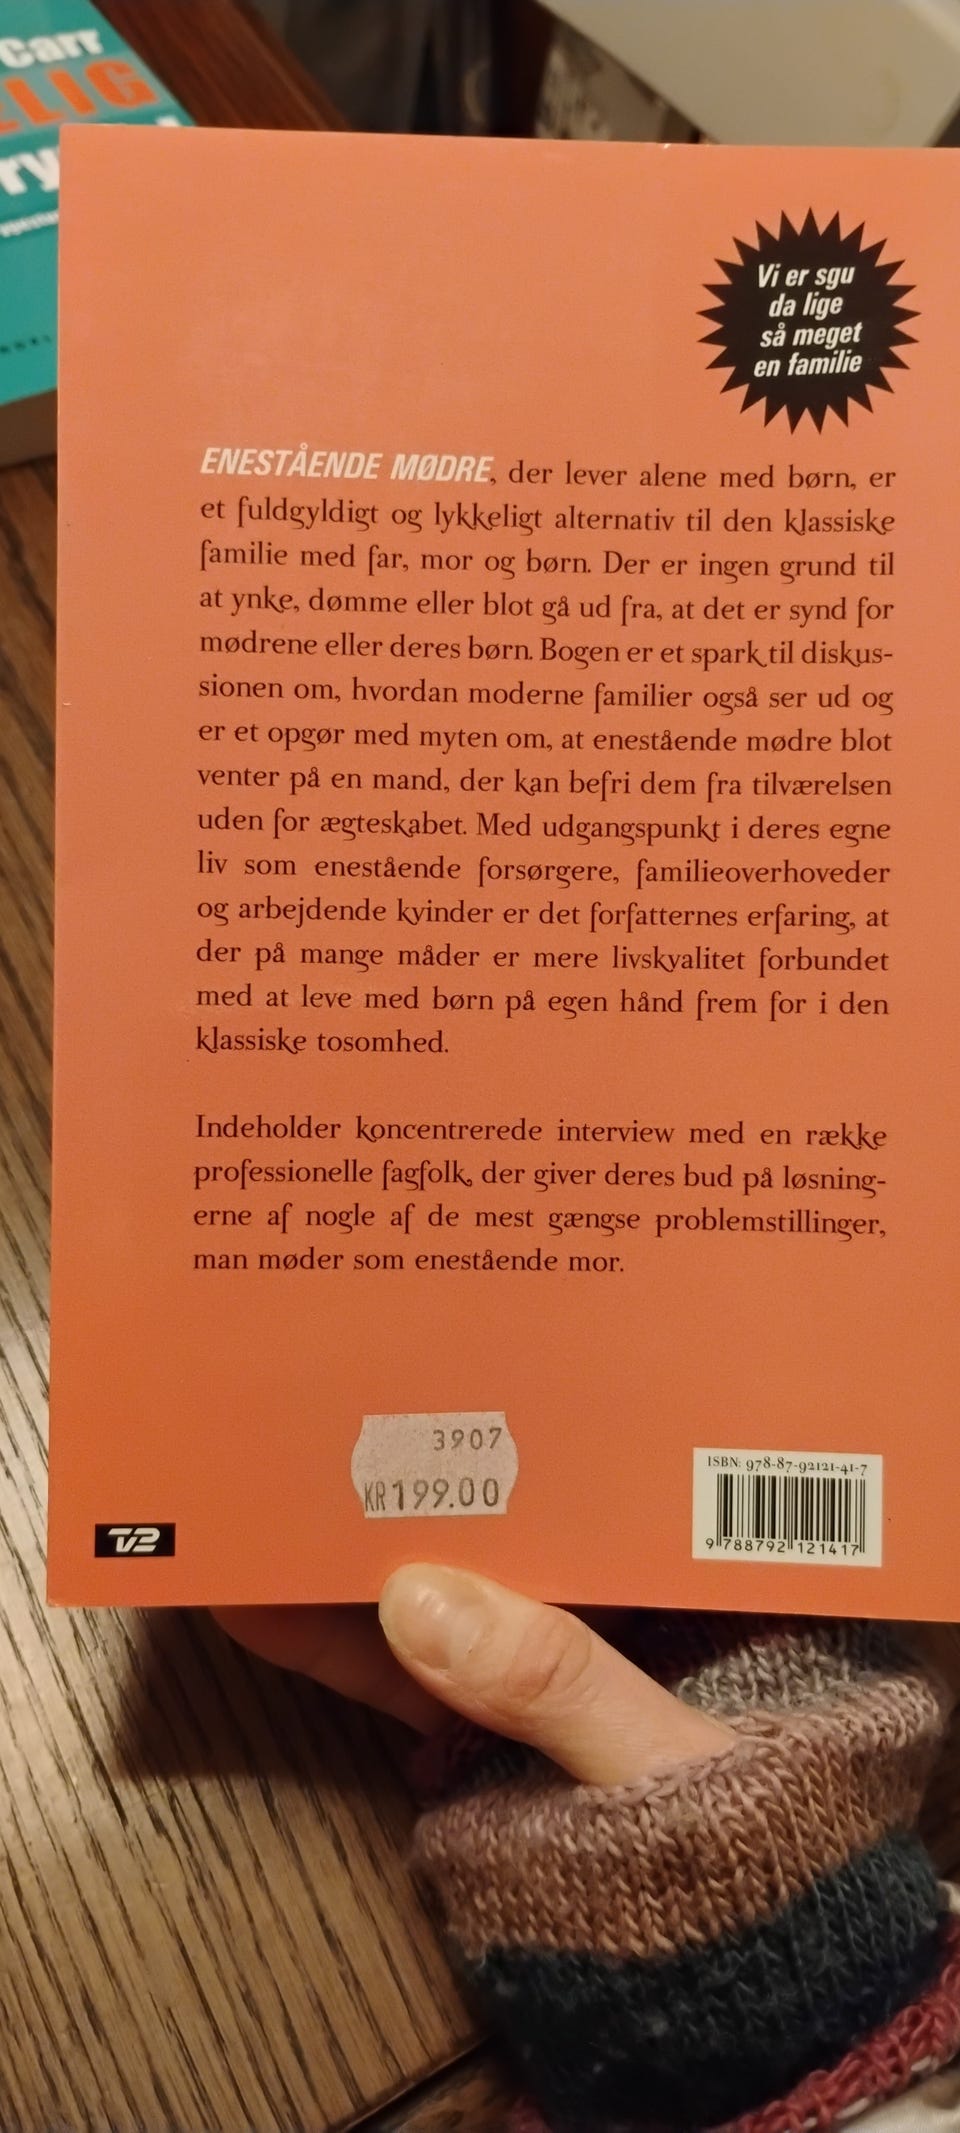 Carr
LIG
ry
Vi er sgu
da lige
så meget
en familie
ENESTÅENDE MØDRE, der lever alene med børn, er
et fuldgyldigt og lykkeligt alternativ til den klassiske
familie med far, mor og børn. Der er ingen grund til
at ynke, dømme eller blot gå ud fra, at det er synd for
mødrene eller deres børn. Bogen er et spark til diskus-
sionen om, hvordan moderne familier også ser ud og
er et opgør med myten om, at enestående mødre blot
venter på en mand, der kan befri dem fra tilværelsen
uden for ægteskabet. Med udgangspunkt i deres egne
liv som enestående forsørgere, familieoverhoveder
og arbejdende kvinder er det forfatternes erfaring, at
der på mange måder er mere livskvalitet forbundet
med at leve med børn på egen hånd frem for i den
klassiske tosomhed.
Indeholder koncentrerede interview med en række
professionelle fagfolk, der giver deres bud på løsning-
erne af nogle af de mest gængse problemstillinger,
man møder som enestående mor.
3907
KR199.00
TV2
ISBN: 978-87-92121-41-7
9 788792 121417